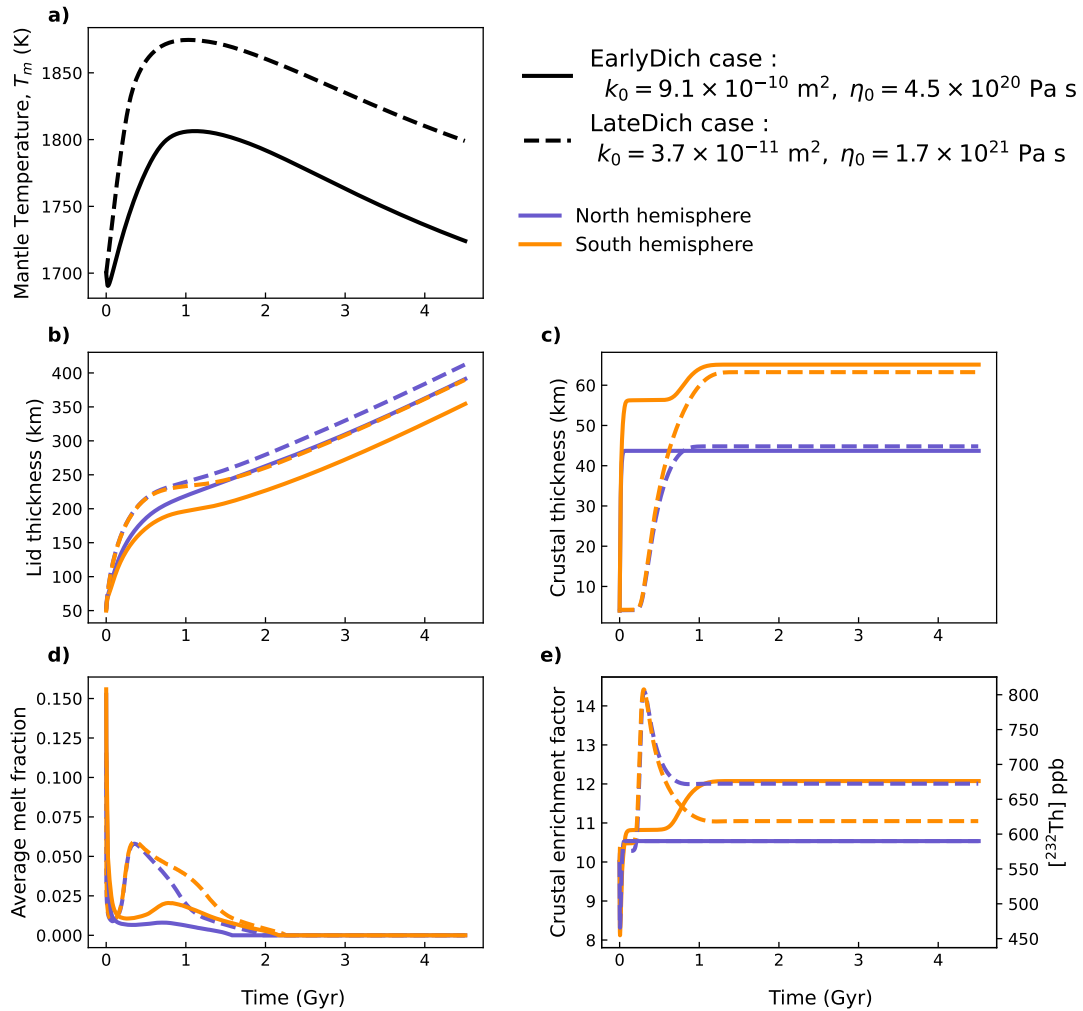 a)
Mantle Temperature, T_m (K)
1850
1800
1750
1700
0 1 2 3 4
EarlyDich case :
k_0 = 9.1 × 10^{-10} m^2, η_0 = 4.5 × 10^{20} Pa s
LateDich case :
k_0 = 3.7 × 10^{-11} m^2, η_0 = 1.7 × 10^{21} Pa s
North hemisphere
South hemisphere
b)
Lid thickness (km)
400
350
300
250
200
150
100
50
0 1 2 3 4
c)
Crustal thickness (km)
60
50
40
30
20
10
0 1 2 3 4
d)
Average melt fraction
0.150
0.125
0.100
0.075
0.050
0.025
0.000
0 1 2 3 4
Time (Gyr)
e)
Crustal enrichment factor
14
13
12
11
10
9
8
0 1 2 3 4
Time (Gyr)
800
750
700
650
600
550
500
450
[^{232}Th] ppb